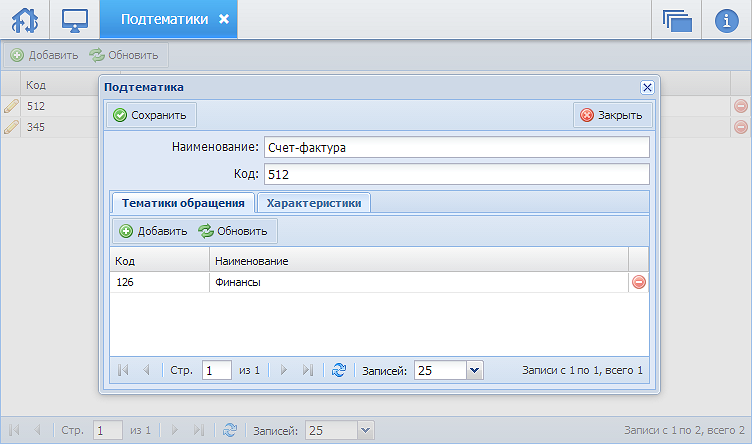 Подтематики
i
Добавить Обновить
Код
512
345
Подтематика
Сохранить Закрыть
Наименование: Счет-фактура
Код: 512
Тематики обращения Характеристики
Добавить Обновить
Код Наименование
126 Финансы
Стр. 1 из 1 Записей: 25 Записи с 1 по 1, всего 1
Стр. 1 из 1 Записей: 25 Записи с 1 по 2, всего 2